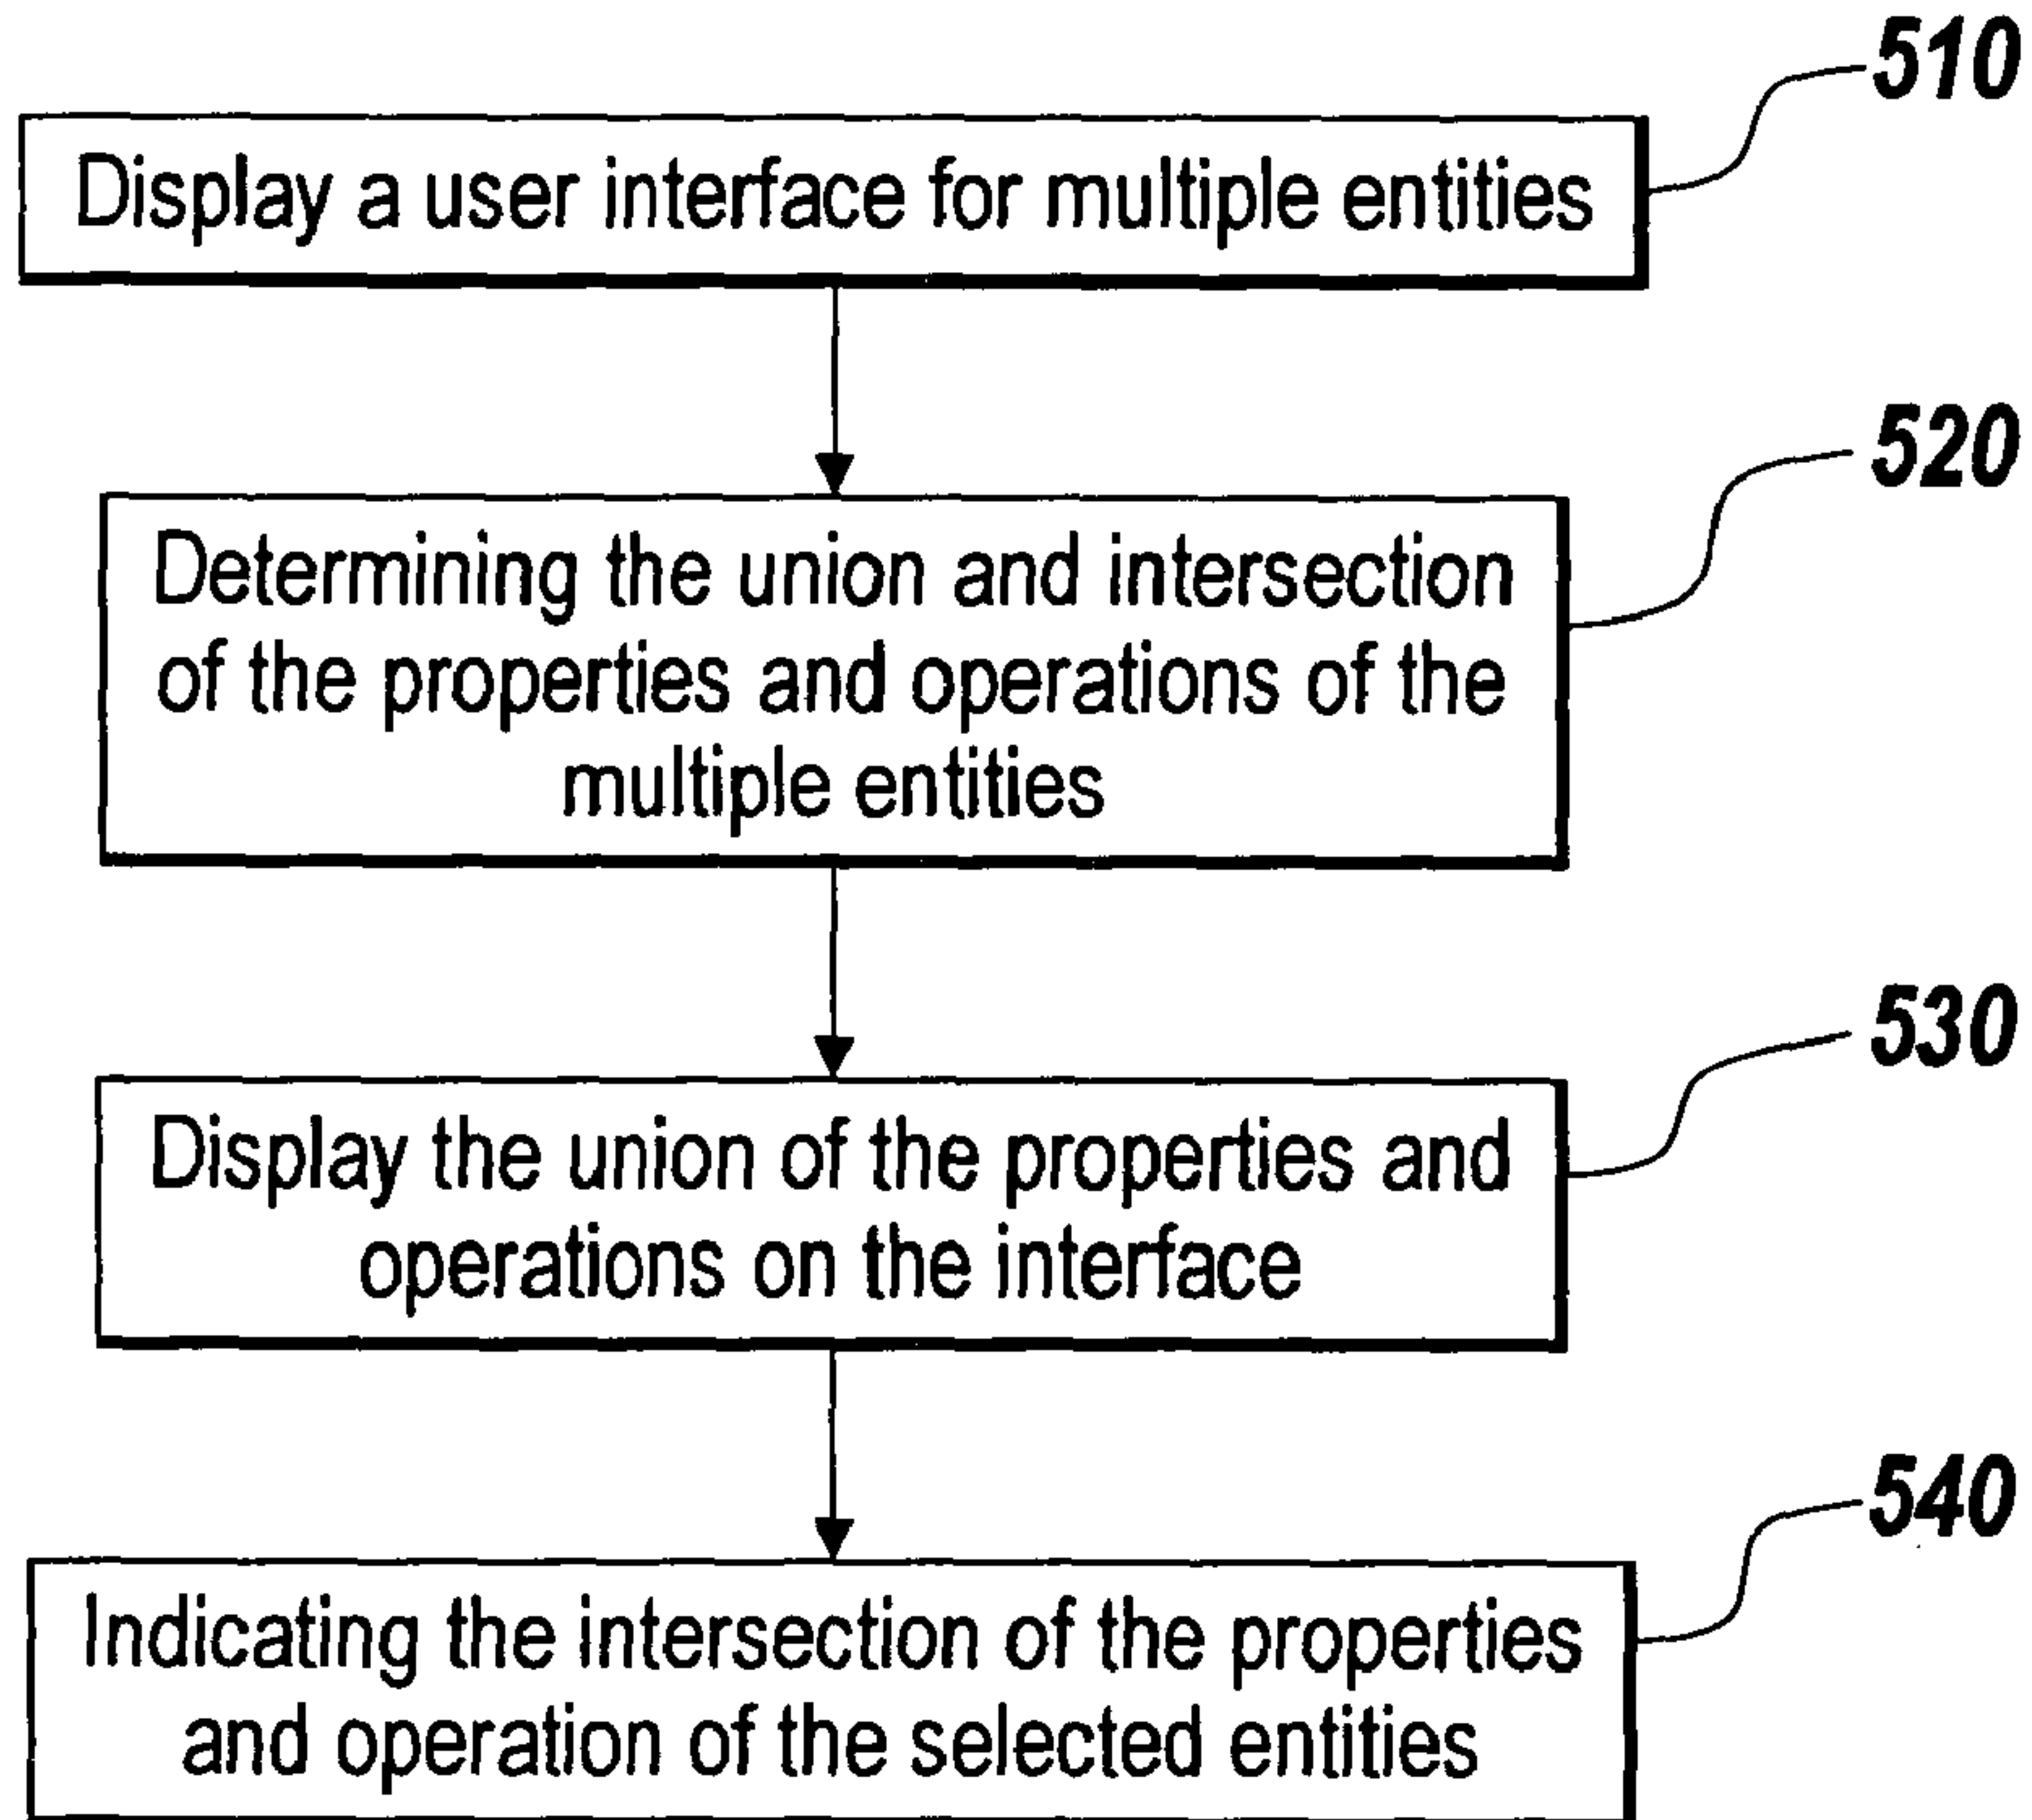 510
Display a user interface for multiple entities
520
Determining the union and intersection
of the properties and operations of the
multiple entities
530
Display the union of the properties and
operations on the interface
540
Indicating the intersection of the properties
and operation of the selected entities